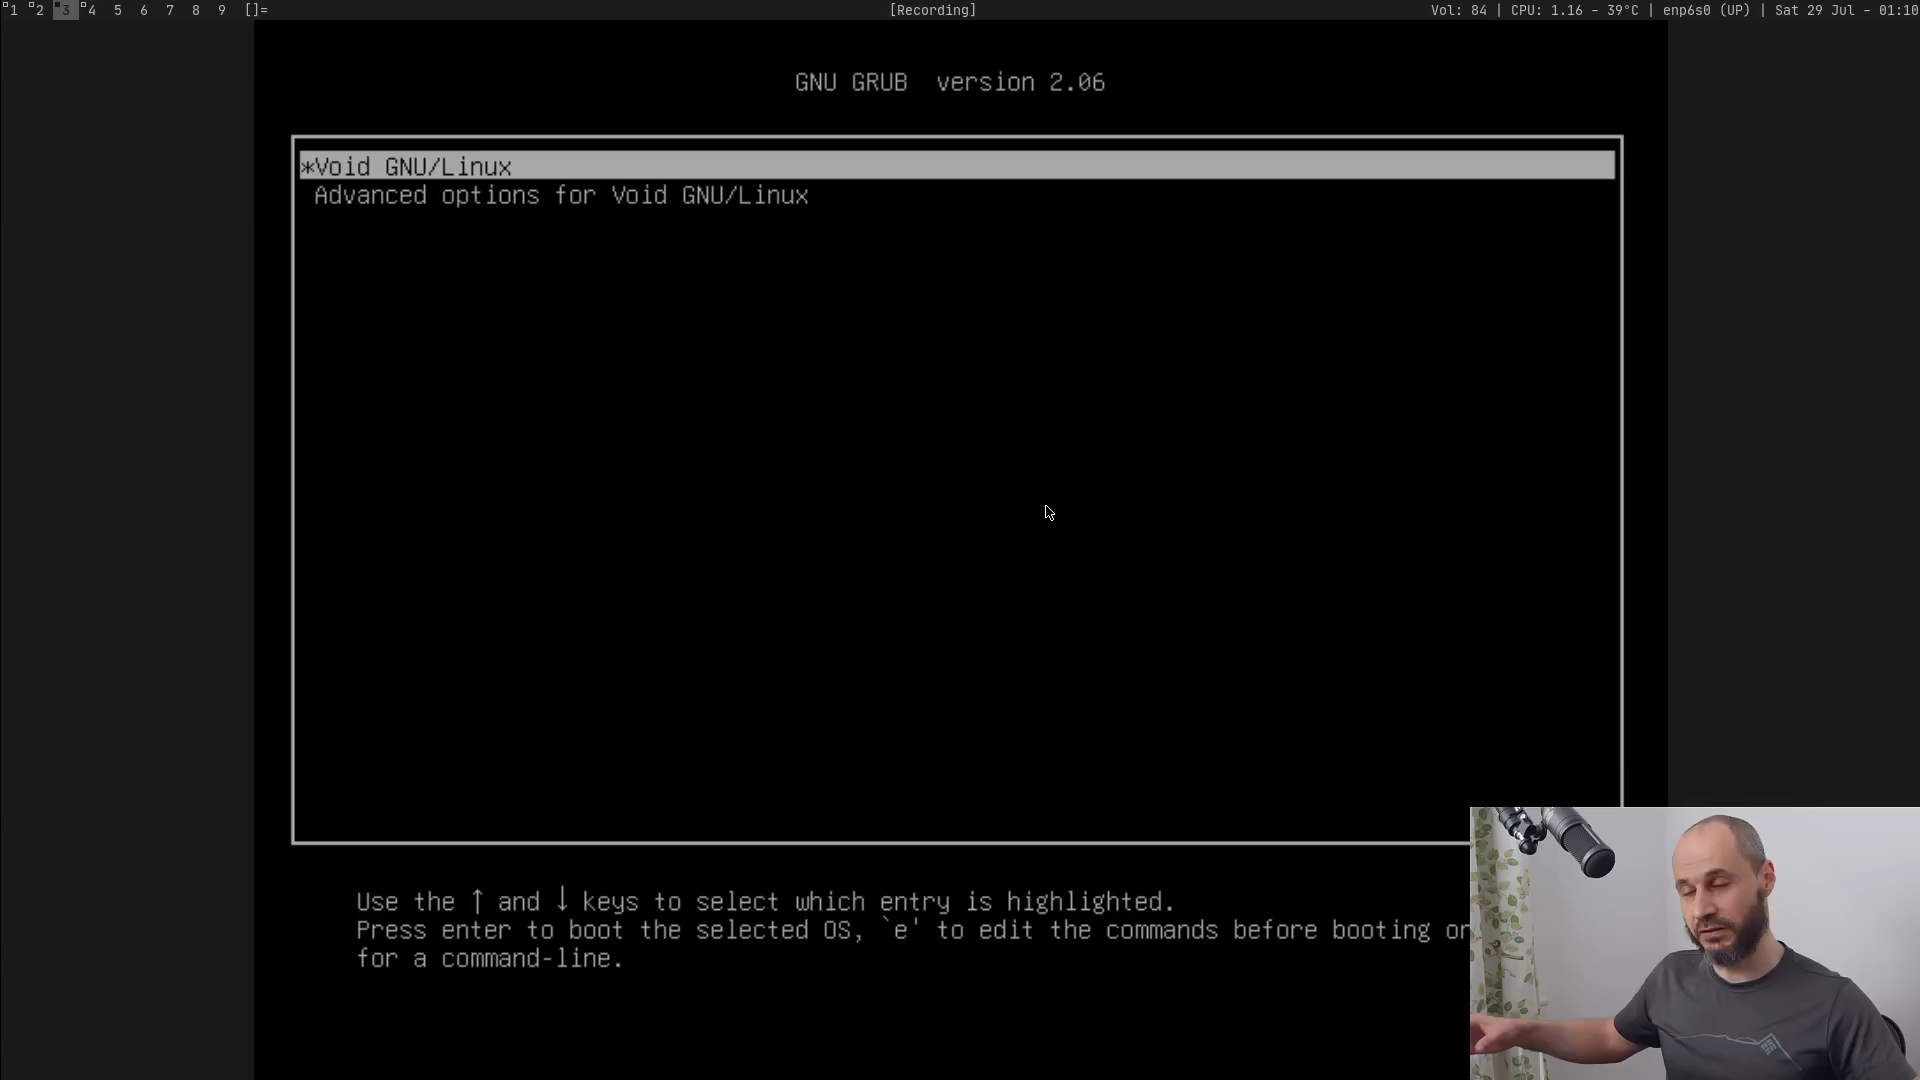 1 2 3 4 5 6 7 8 9 []= [Recording] Vol: 84 | CPU: 1.16 - 39°C | enp6s0 (UP) | Sat 29 Jul - 01:10
GNU GRUB  version 2.06
*Void GNU/Linux
Advanced options for Void GNU/Linux
Use the ↑ and ↓ keys to select which entry is highlighted.
Press enter to boot the selected OS, `e' to edit the commands before booting or
for a command-line.